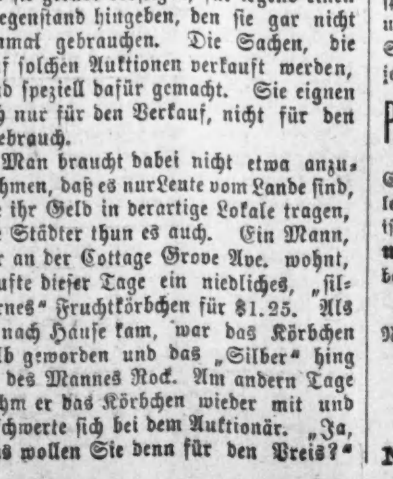 egenstand hingeben, den sie gar nicht
nmal gebrauchen. Die Sachen, die
f solchen Auktionen verkauft werden,
d speziell dafür gemacht. Sie eignen
h nur für den Verkauf, nicht für den
ebrauch.
Man braucht dabei nicht etwa anzu-
hmen, daß es nur Leute vom Lande sind,
e ihr Geld in derartige Lokale tragen,
e Städter thun es auch. Ein Mann,
r an der Cottage Grove Ave. wohnt,
ufte dieser Tage ein niedliches, „sil-
ernes“ Fruchtkörbchen für $1.25. Als
nach Hause kam, war das Körbchen
lb geworden und das „Silber“ hing
des Mannes Rock. Am andern Tage
hm er das Körbchen wieder mit und
schwerte sich bei dem Auktionär. „Ja,
s wollen Sie denn für den Preis?“